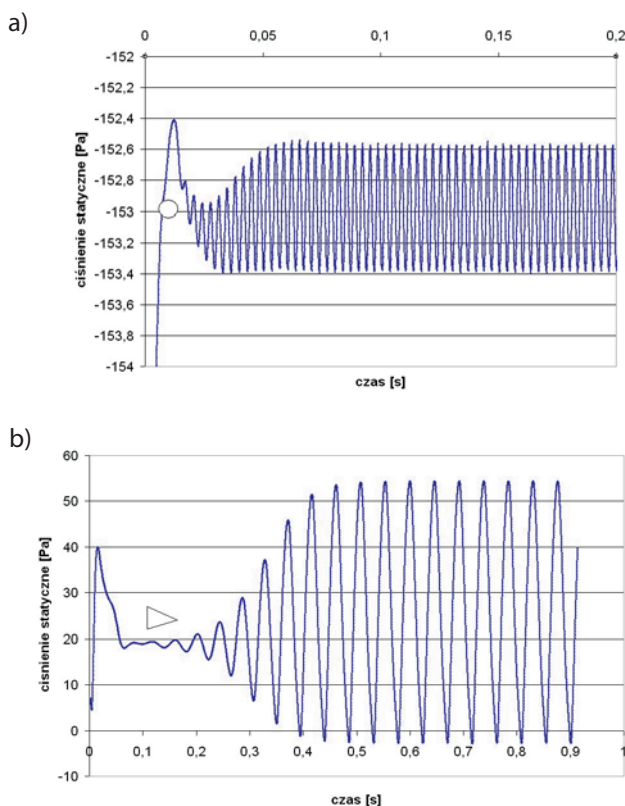 a)
0 0,05 0,1 0,15 0,2
-152
-152,2
-152,4
-152,6
-152,8
-153
-153,2
-153,4
-153,6
-153,8
-154
ciśnienie statyczne [Pa]
czas [s]
b)
60
50
40
30
20
10
0
-10
ciśnienie statyczne [Pa]
0 0,1 0,2 0,3 0,4 0,5 0,6 0,7 0,8 0,9 1
czas [s]